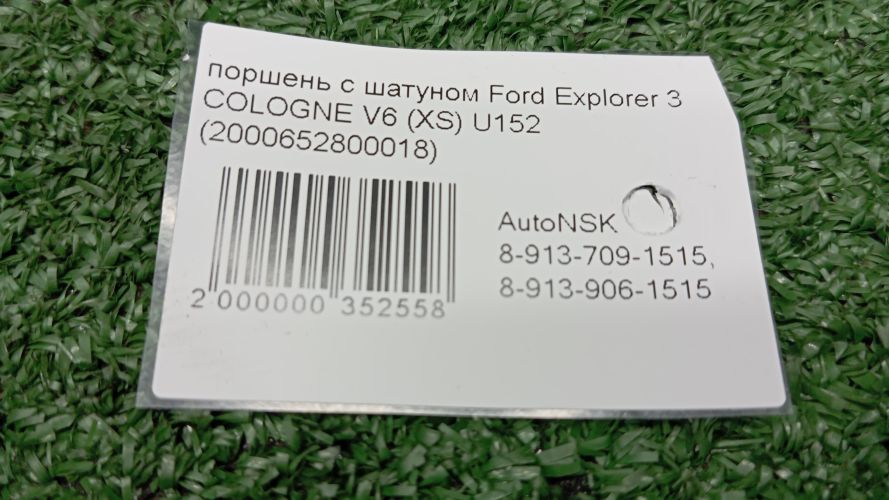 поршень с шатуном Ford Explorer 3
COLOGNE V6 (XS) U152
(2000652800018)
AutoNSK
8-913-709-1515,
8-913-906-1515
2 000000 352558